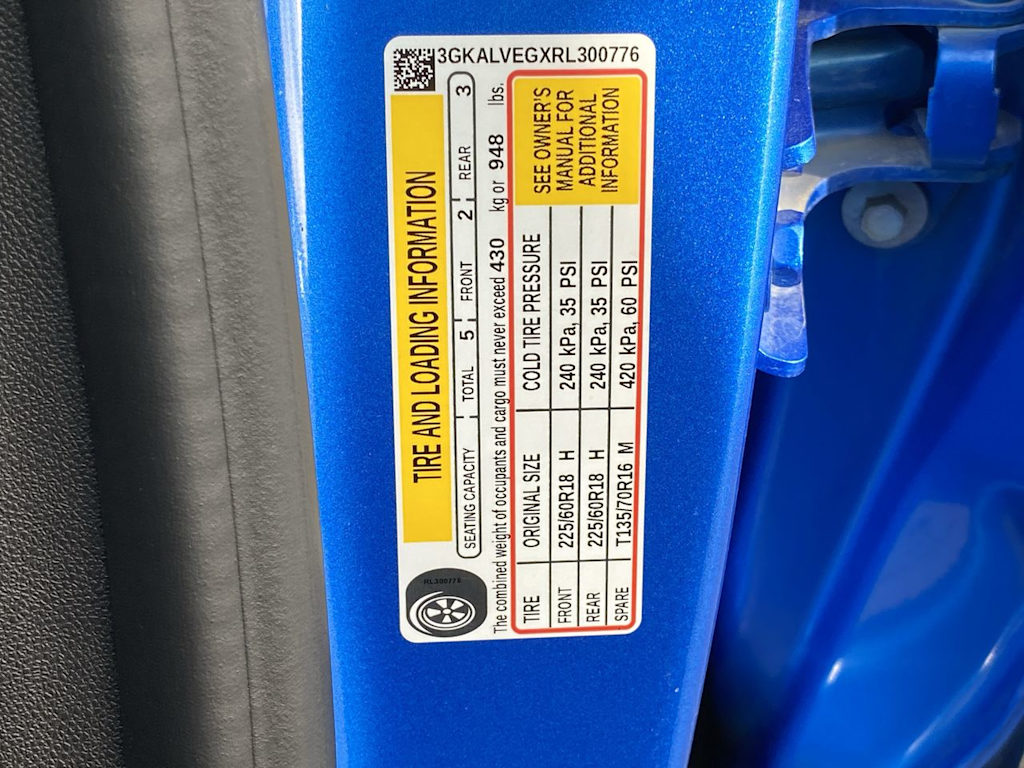 3GKALVEGXRL300776
TIRE AND LOADING INFORMATION
SEATING CAPACITY TOTAL 5 FRONT 2 REAR 3
The combined weight of occupants and cargo must never exceed 430 kg or 948 lbs.
TIRE ORIGINAL SIZE COLD TIRE PRESSURE
FRONT 225/60R18 H 240 kPa, 35 PSI
REAR 225/60R18 H 240 kPa, 35 PSI
SPARE T135/70R16 M 420 kPa, 60 PSI
SEE OWNER'S
MANUAL FOR
ADDITIONAL
INFORMATION
RL300776